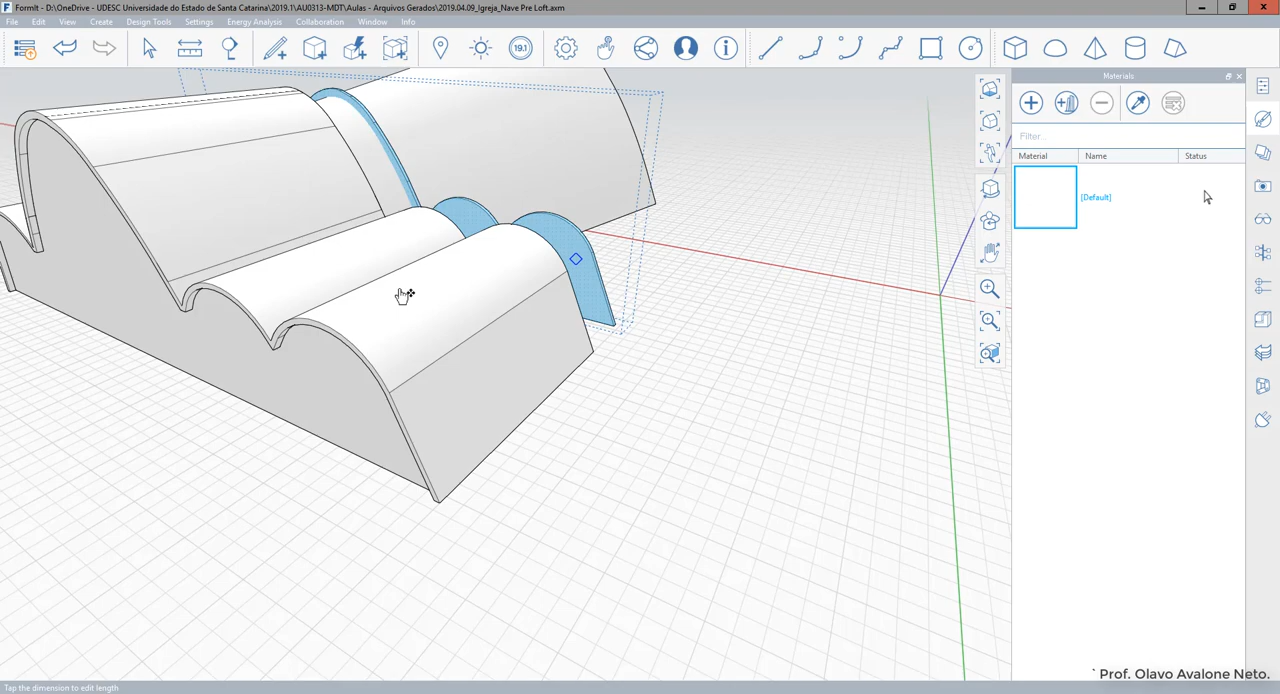 FormIt - D:\OneDrive - UDESC Universidade do Estado de Santa Catarina\2019.1\AU0313-MDT\Aulas - Arquivos Gerados\2019.04.09_Igreja_Nave Pre Loft.axm
File Edit View Create Design Tools Settings Energy Analysis Collaboration Window Info
19.1
Materials
Filter...
Material Name Status
[Default]
` Prof. Olavo Avalone Neto.
Tap the dimension to edit length